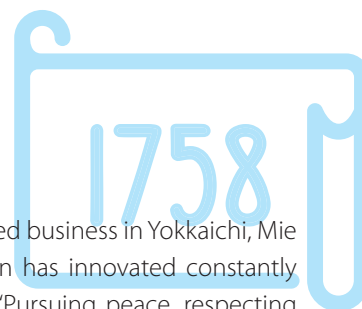 1758
ed business in Yokkaichi, Mie
n has innovated constantly
"Pursuing peace, respecting